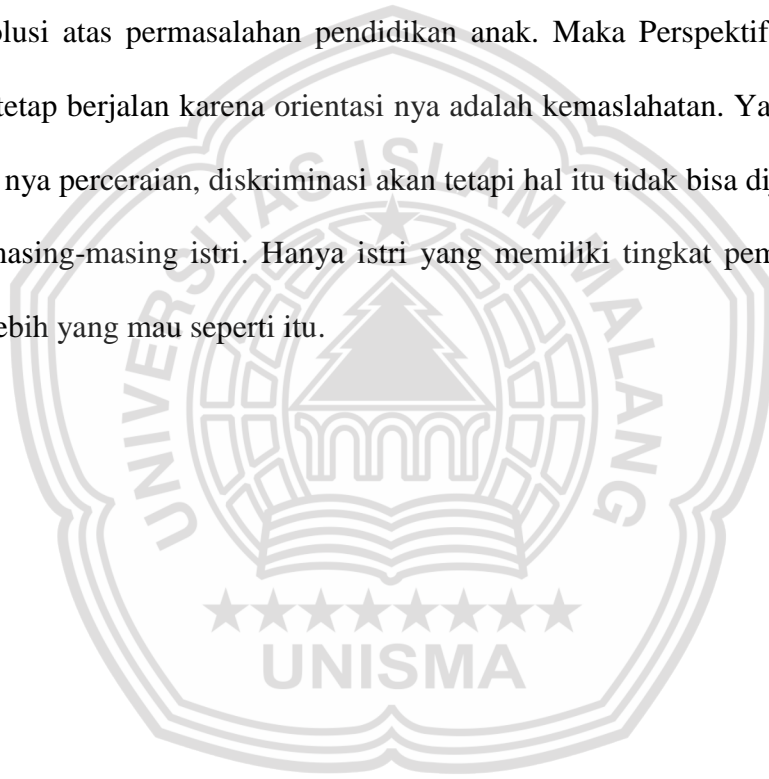 olusi atas permasalahan pendidikan anak. Maka Perspektif
tetap berjalan karena orientasi nya adalah kemaslahatan. Ya
nya perceraian, diskriminasi akan tetapi hal itu tidak bisa di
masing-masing istri. Hanya istri yang memiliki tingkat pem
ebih yang mau seperti itu.
UNIVERSITAS ISLAM MALANG
UNISMA